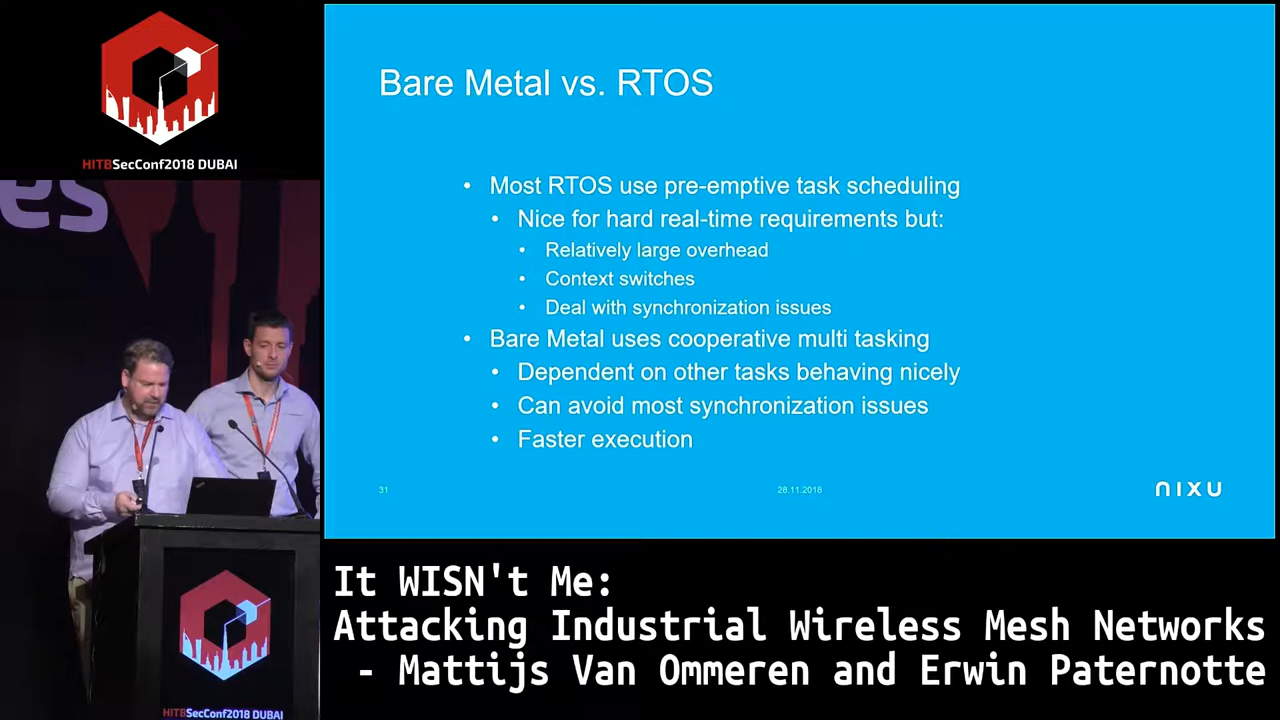 HITBSecConf2018 DUBAI
es
Bare Metal vs. RTOS
• Most RTOS use pre-emptive task scheduling
• Nice for hard real-time requirements but:
• Relatively large overhead
• Context switches
• Deal with synchronization issues
• Bare Metal uses cooperative multi tasking
• Dependent on other tasks behaving nicely
• Can avoid most synchronization issues
• Faster execution
31
28.11.2018
nixu
HITBSecConf2018 DUBAI
It WISN't Me:
Attacking Industrial Wireless Mesh Networks
- Mattijs Van Ommeren and Erwin Paternotte